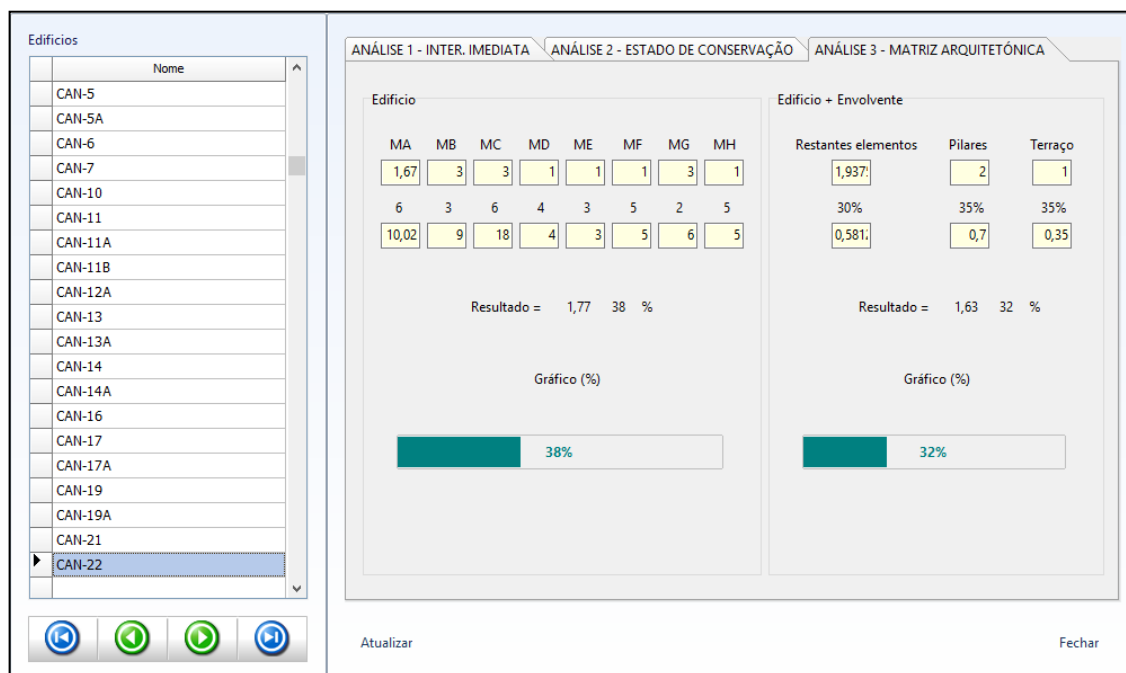 Edificios
Nome
CAN-5
CAN-5A
CAN-6
CAN-7
CAN-10
CAN-11
CAN-11A
CAN-11B
CAN-12A
CAN-13
CAN-13A
CAN-14
CAN-14A
CAN-16
CAN-17
CAN-17A
CAN-19
CAN-19A
CAN-21
CAN-22
ANÁLISE 1 - INTER. IMEDIATA ANÁLISE 2 - ESTADO DE CONSERVAÇÃO ANÁLISE 3 - MATRIZ ARQUITETÓNICA
Edificio
MA MB MC MD ME MF MG MH
1,67 3 3 1 1 1 3 1
6 3 6 4 3 5 2 5
10,02 9 18 4 3 5 6 5
Resultado = 1,77 38 %
Gráfico (%)
38%
Edificio + Envolvente
Restantes elementos Pilares Terraço
1,937 2 1
30% 35% 35%
0,581 0,7 0,35
Resultado = 1,63 32 %
Gráfico (%)
32%
Atualizar Fechar